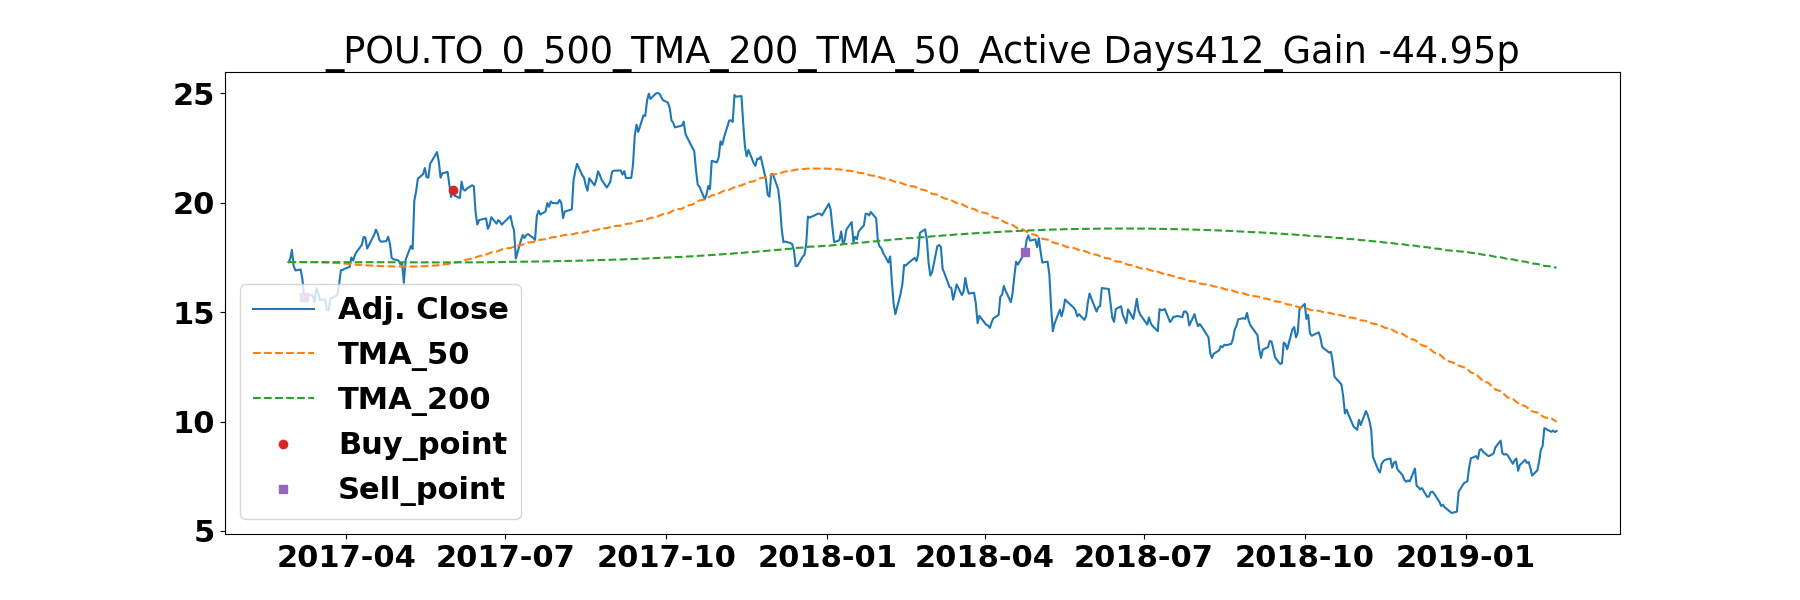 _POU.TO_0_500_TMA_200_TMA_50_Active Days412_Gain -44.95p
25
20
15
10
5
Adj. Close
TMA_50
TMA_200
Buy_point
Sell_point
2017-04 2017-07 2017-10 2018-01 2018-04 2018-07 2018-10 2019-01